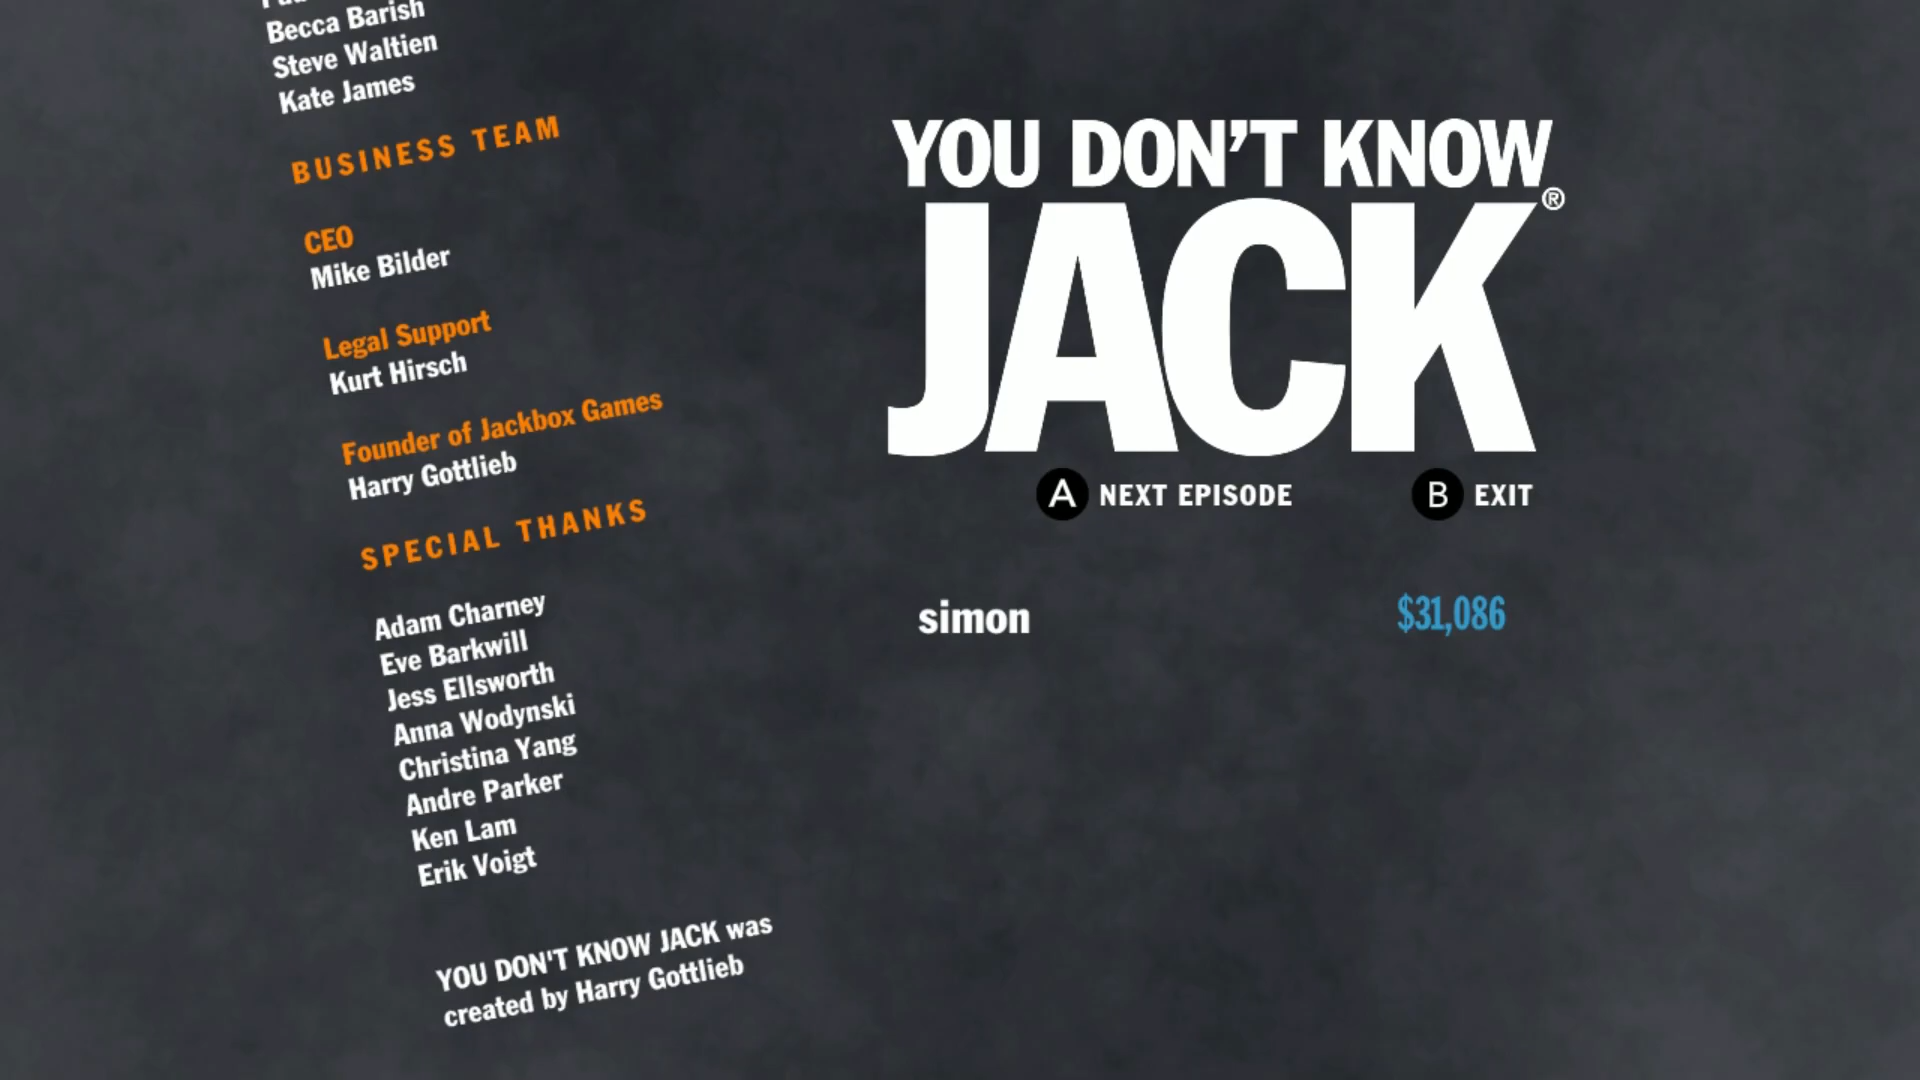 Becca Barish
Steve Waltien
Kate James
BUSINESS TEAM
CEO
Mike Bilder
Legal Support
Kurt Hirsch
Founder of Jackbox Games
Harry Gottlieb
SPECIAL THANKS
Adam Charney
Eve Barkwill
Jess Ellsworth
Anna Wodynski
Christina Yang
Andre Parker
Ken Lam
Erik Voigt
YOU DON'T KNOW JACK was
created by Harry Gottlieb
YOU DON'T KNOW
JACK®
A NEXT EPISODE B EXIT
simon $31,086